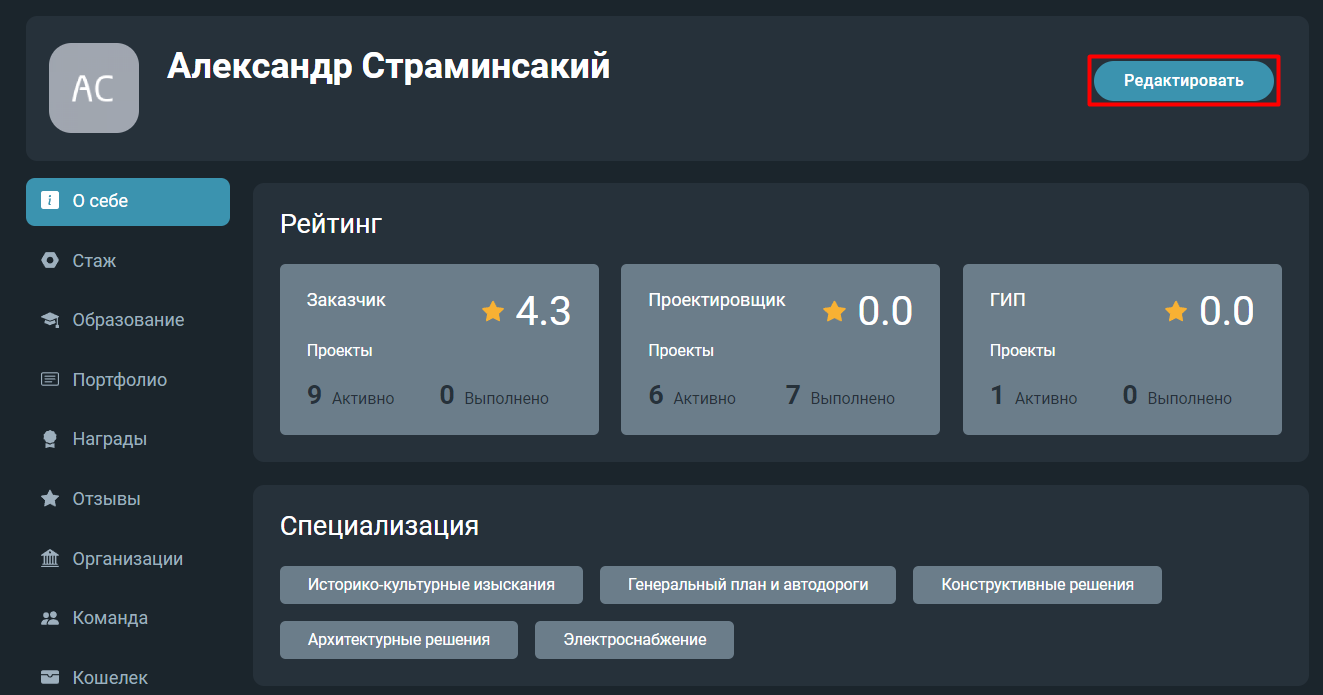 АС
Александр Страминсакий
Редактировать
О себе
Стаж
Образование
Портфолио
Награды
Отзывы
Организации
Команда
Кошелек
Рейтинг
Заказчик
4.3
Проекты
9 Активно 0 Выполнено
Проектировщик
0.0
Проекты
6 Активно 7 Выполнено
ГИП
0.0
Проекты
1 Активно 0 Выполнено
Специализация
Историко-культурные изыскания Генеральный план и автодороги Конструктивные решения
Архитектурные решения Электроснабжение